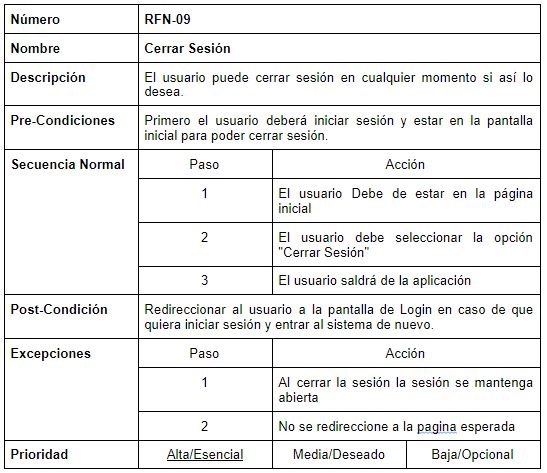 Número RFN-09
Nombre Cerrar Sesión
Descripción El usuario puede cerrar sesión en cualquier momento si así lo
desea.
Pre-Condiciones Primero el usuario deberá iniciar sesión y estar en la pantalla
inicial para poder cerrar sesión.
Secuencia Normal Paso Acción
1 El usuario Debe de estar en la página
inicial
2 El usuario debe seleccionar la opción
"Cerrar Sesión"
3 El usuario saldrá de la aplicación
Post-Condición Redireccionar al usuario a la pantalla de Login en caso de que
quiera iniciar sesión y entrar al sistema de nuevo.
Excepciones Paso Acción
1 Al cerrar la sesión la sesión se mantenga
abierta
2 No se redireccione a la pagina esperada
Prioridad Alta/Esencial Media/Deseado Baja/Opcional